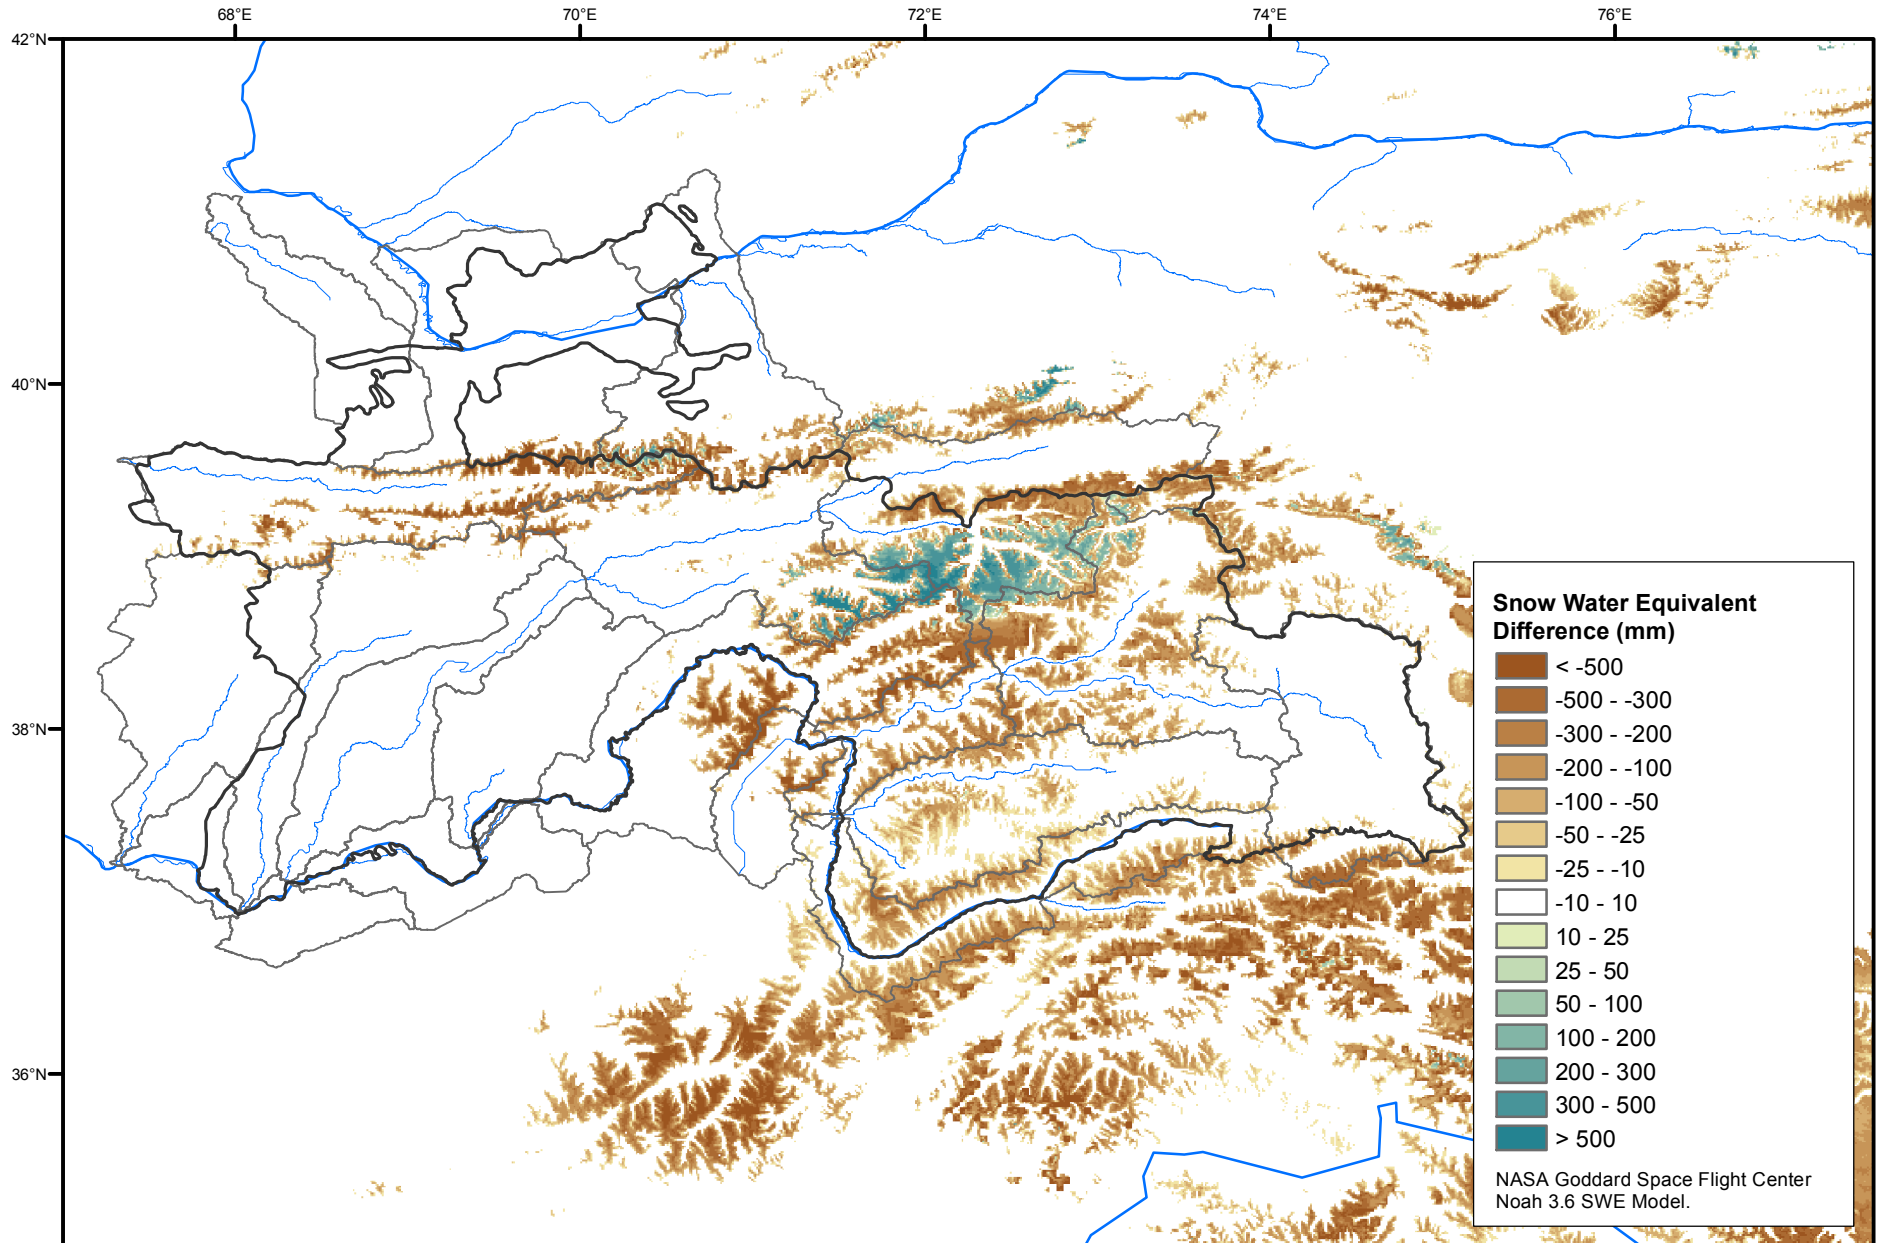 68°E 70°E 72°E 74°E 76°E
42°N
40°N
38°N
36°N
Snow Water Equivalent
Difference (mm)
< -500
-500 - -300
-300 - -200
-200 - -100
-100 - -50
-50 - -25
-25 - -10
-10 - 10
10 - 25
25 - 50
50 - 100
100 - 200
200 - 300
300 - 500
> 500
NASA Goddard Space Flight Center
Noah 3.6 SWE Model.